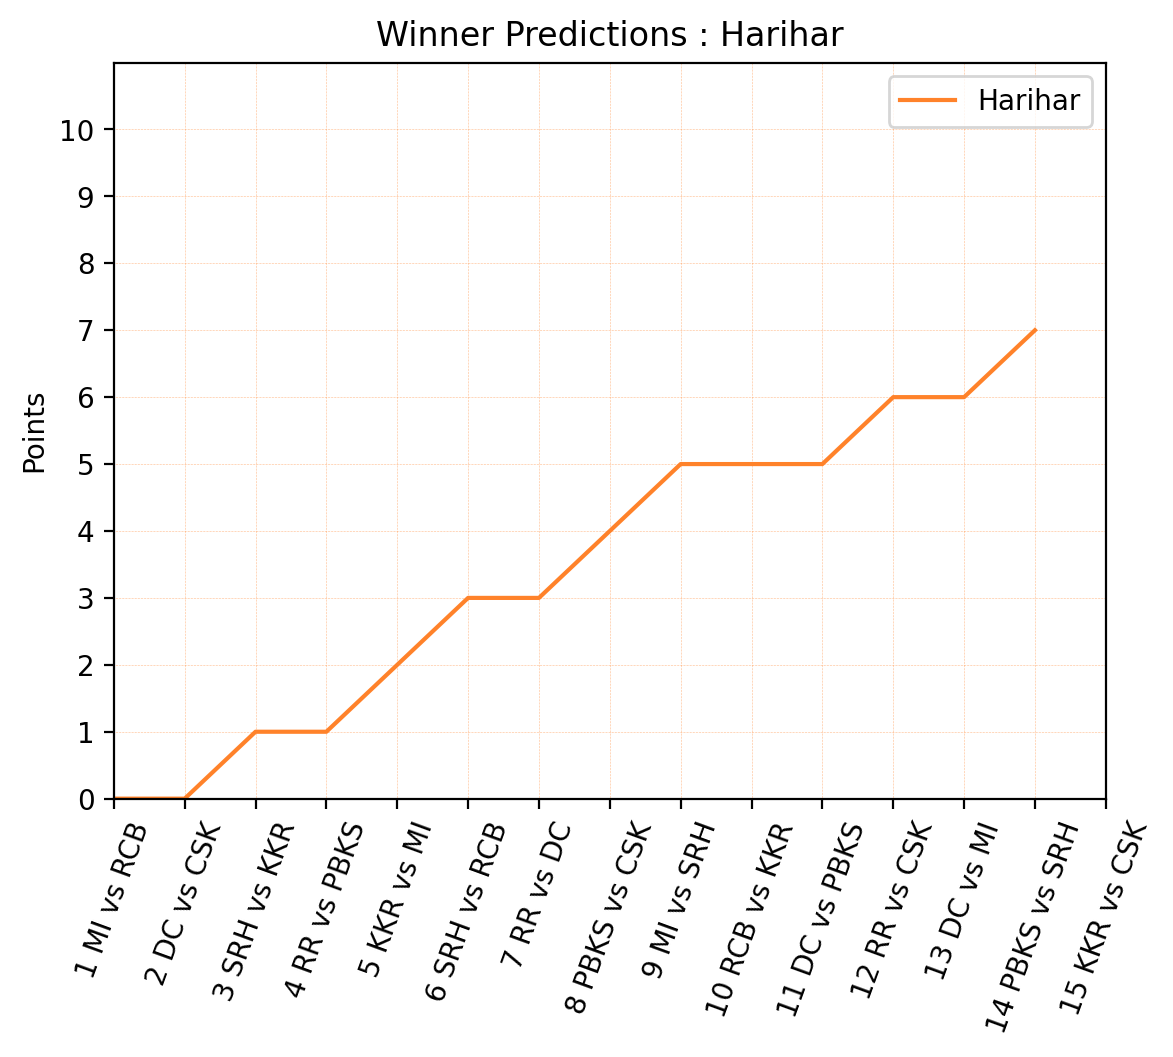 Winner Predictions : Harihar
Harihar
10
9
8
7
6
5
4
3
2
1
0
Points
1 MI vs RCB
2 DC vs CSK
3 SRH vs KKR
4 RR vs PBKS
5 KKR vs MI
6 SRH vs RCB
7 RR vs DC
8 PBKS vs CSK
9 MI vs SRH
10 RCB vs KKR
11 DC vs PBKS
12 RR vs CSK
13 DC vs MI
14 PBKS vs SRH
15 KKR vs CSK